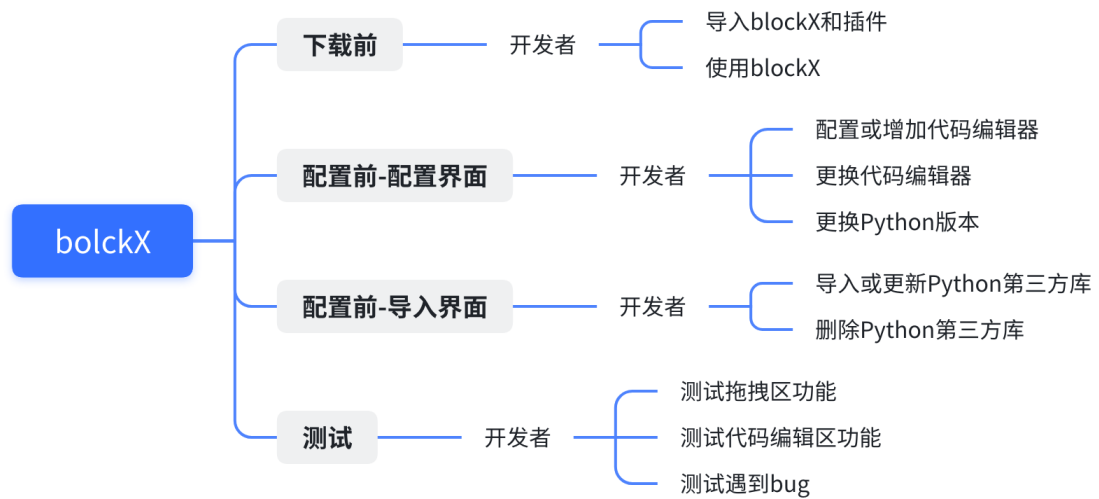 bolckX
下载前
开发者
导入blockX和插件
使用blockX
配置前-配置界面
开发者
配置或增加代码编辑器
更换代码编辑器
更换Python版本
配置前-导入界面
开发者
导入或更新Python第三方库
删除Python第三方库
测试
开发者
测试拖拽区功能
测试代码编辑区功能
测试遇到bug